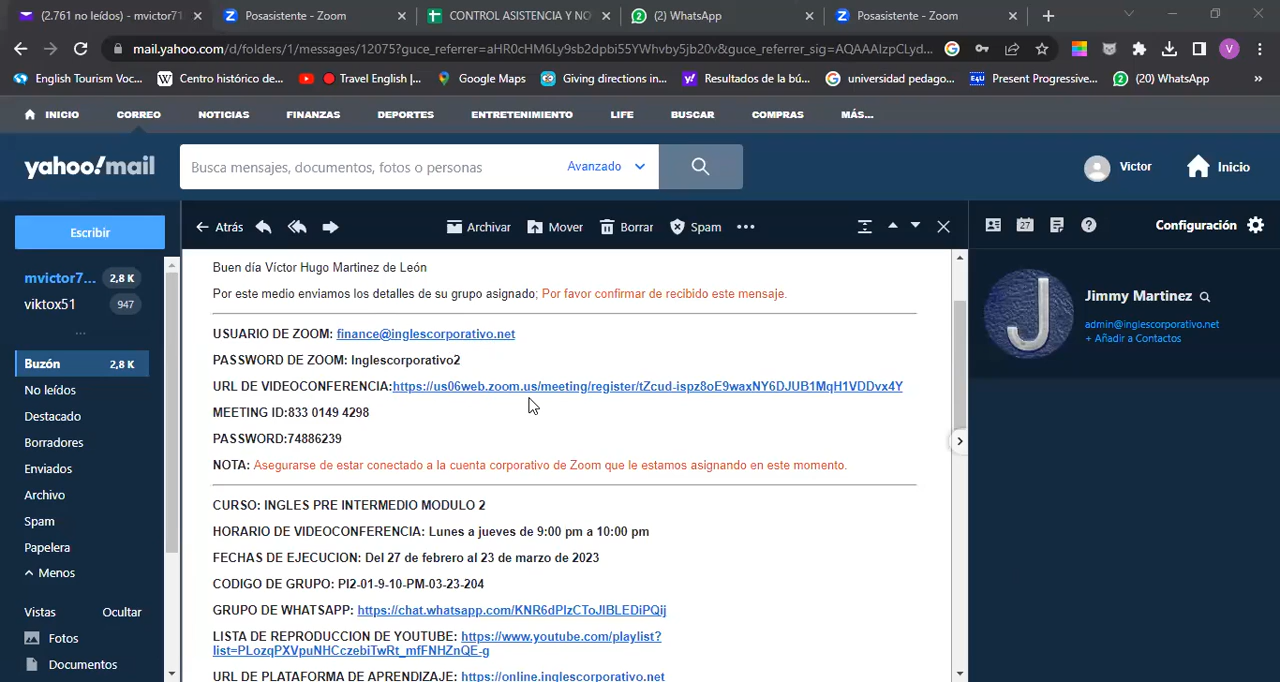 (2.761 no leídos) - mvictor71
Posasistente - Zoom
CONTROL ASISTENCIA Y NO
(2) WhatsApp
Posasistente - Zoom
mail.yahoo.com/d/folders/1/messages/12075?guce_referrer=aHR0cHM6Ly9sb2dpbi55YWhvby5jb20v&guce_referrer_sig=AQAAAIzpCLyd...
V
English Tourism Voc...
Centro histórico de...
Travel English |...
Google Maps
Giving directions in...
Resultados de la bú...
universidad pedago...
Present Progressive...
(20) WhatsApp
»
INICIO CORREO NOTICIAS FINANZAS DEPORTES ENTRETENIMIENTO LIFE BUSCAR COMPRAS MÁS...
yahoo!mail
Busca mensajes, documentos, fotos o personas
Avanzado
Victor
Inicio
Escribir
Atrás
Archivar
Mover
Borrar
Spam
27
Configuración
mvictor7... 2,8 K
viktox51 947
...
Buzón 2,8 K
No leídos
Destacado
Borradores
Enviados
Archivo
Spam
Papelera
Menos
Vistas Ocultar
Fotos
Documentos
Buen día Víctor Hugo Martinez de León
Por este medio enviamos los detalles de su grupo asignado; Por favor confirmar de recibido este mensaje.
USUARIO DE ZOOM: finance@inglescorporativo.net
PASSWORD DE ZOOM: Inglescorporativo2
URL DE VIDEOCONFERENCIA:https://us06web.zoom.us/meeting/register/tZcud-ispz8oE9waxNY6DJUB1MqH1VDDvx4Y
MEETING ID:833 0149 4298
PASSWORD:74886239
NOTA: Asegurarse de estar conectado a la cuenta corporativo de Zoom que le estamos asignando en este momento.
CURSO: INGLES PRE INTERMEDIO MODULO 2
HORARIO DE VIDEOCONFERENCIA: Lunes a jueves de 9:00 pm a 10:00 pm
FECHAS DE EJECUCION: Del 27 de febrero al 23 de marzo de 2023
CODIGO DE GRUPO: PI2-01-9-10-PM-03-23-204
GRUPO DE WHATSAPP: https://chat.whatsapp.com/KNR6dPlzCToJIBLEDiPQij
LISTA DE REPRODUCCION DE YOUTUBE: https://www.youtube.com/playlist?
list=PLozqPXVpuNHCczebiTwRt_mfFNHZnQE-g
URL DE PLATAFORMA DE APRENDIZAJE: https://online.inglescorporativo.net
J
Jimmy Martinez
admin@inglescorporativo.net
+ Añadir a Contactos